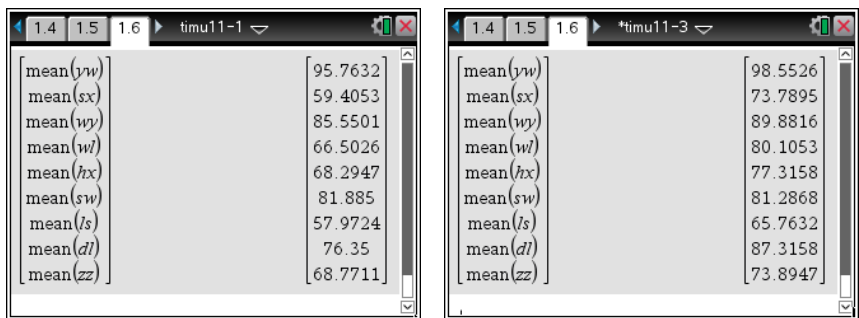 1.4 1.5 1.6 timu11-1
mean(yw) 95.7632
mean(sx) 59.4053
mean(wy) 85.5501
mean(wl) 66.5026
mean(hx) 68.2947
mean(sw) 81.885
mean(ls) 57.9724
mean(dl) 76.35
mean(zz) 68.7711
1.4 1.5 1.6 *timu11-3
mean(yw) 98.5526
mean(sx) 73.7895
mean(wy) 89.8816
mean(wl) 80.1053
mean(hx) 77.3158
mean(sw) 81.2868
mean(ls) 65.7632
mean(dl) 87.3158
mean(zz) 73.8947